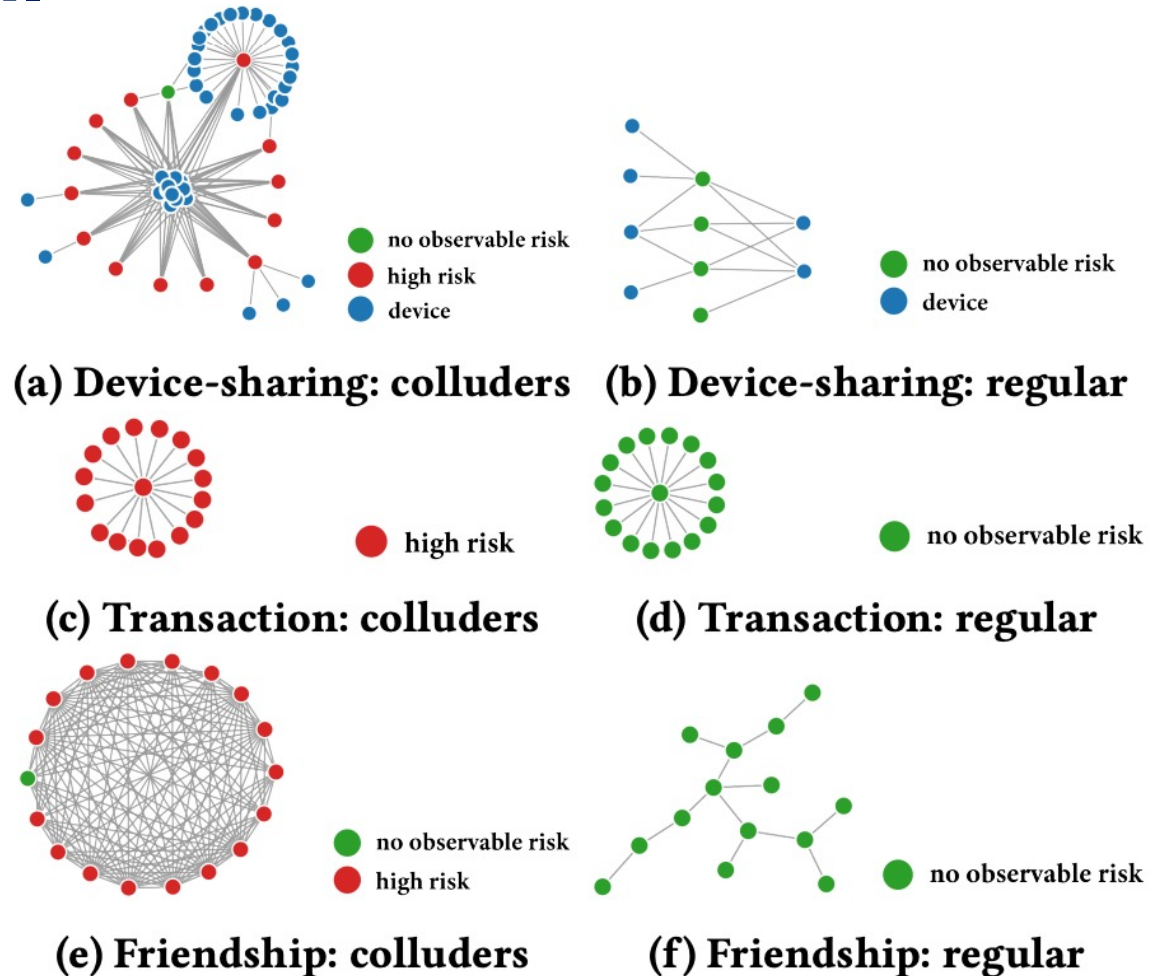 no observable risk
high risk
device
no observable risk
device
(a) Device-sharing: colluders
(b) Device-sharing: regular
high risk
no observable risk
(c) Transaction: colluders
(d) Transaction: regular
no observable risk
high risk
no observable risk
(e) Friendship: colluders
(f) Friendship: regular